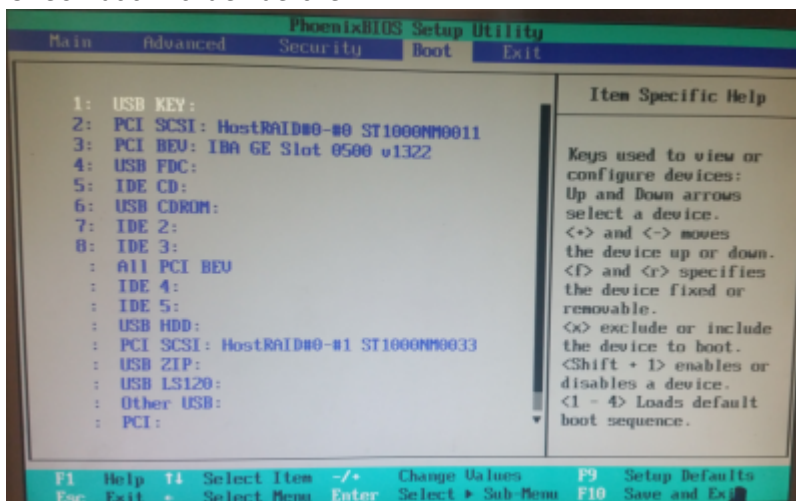 PhoenixBIOS Setup Utility
Main Advanced Security Boot Exit
1: USB KEY:
2: PCI SCSI: HostRAID#0-#0 ST1000NM0011
3: PCI BEV: IBA GE Slot 0500 v1322
4: USB FDC:
5: IDE CD:
6: USB CDROM:
7: IDE 2:
8: IDE 3:
: All PCI BEV
: IDE 4:
: IDE 5:
: USB HDD:
: PCI SCSI: HostRAID#0-#1 ST1000NM0033
: USB ZIP:
: USB LS120:
: Other USB:
: PCI:
Item Specific Help
Keys used to view or
configure devices:
Up and Down arrows
select a device.
<+> and <-> moves
the device up or down.
<f> and <r> specifies
the device fixed or
removable.
<x> exclude or include
the device to boot.
<Shift + 1> enables or
disables a device.
<1 - 4> Loads default
boot sequence.
F1 Help ↑↓ Select Item -/+ Change Values F9 Setup Defaults
Esc Exit Select Menu Enter Select ▶ Sub-Menu F10 Save and